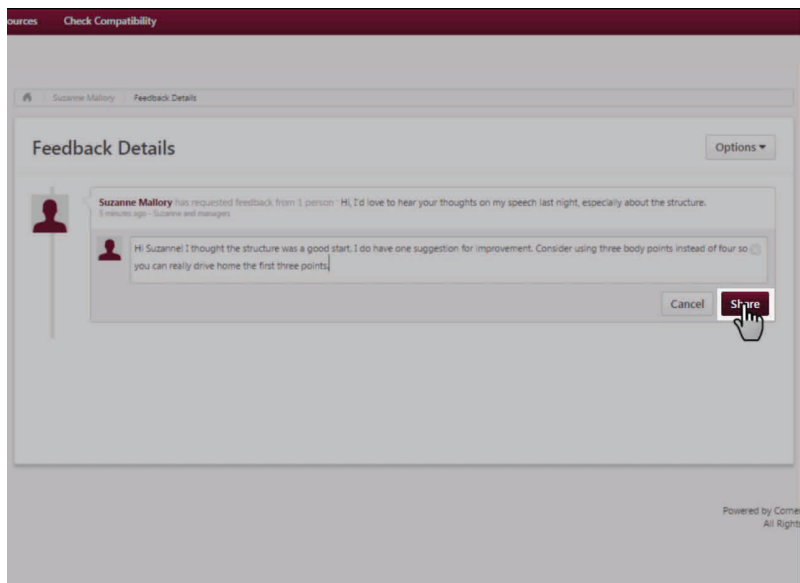 ources Check Compatibility
Suzanne Mallory Feedback Details
Feedback Details
Options
Suzanne Mallory has requested feedback from 1 person Hi, I'd love to hear your thoughts on my speech last night, especially about the structure.
5 minutes ago - Suzanne and managers
Hi Suzanne! I thought the structure was a good start. I do have one suggestion for improvement. Consider using three body points instead of four so
you can really drive home the first three points.
Cancel Share
Powered by Corne
All Rights